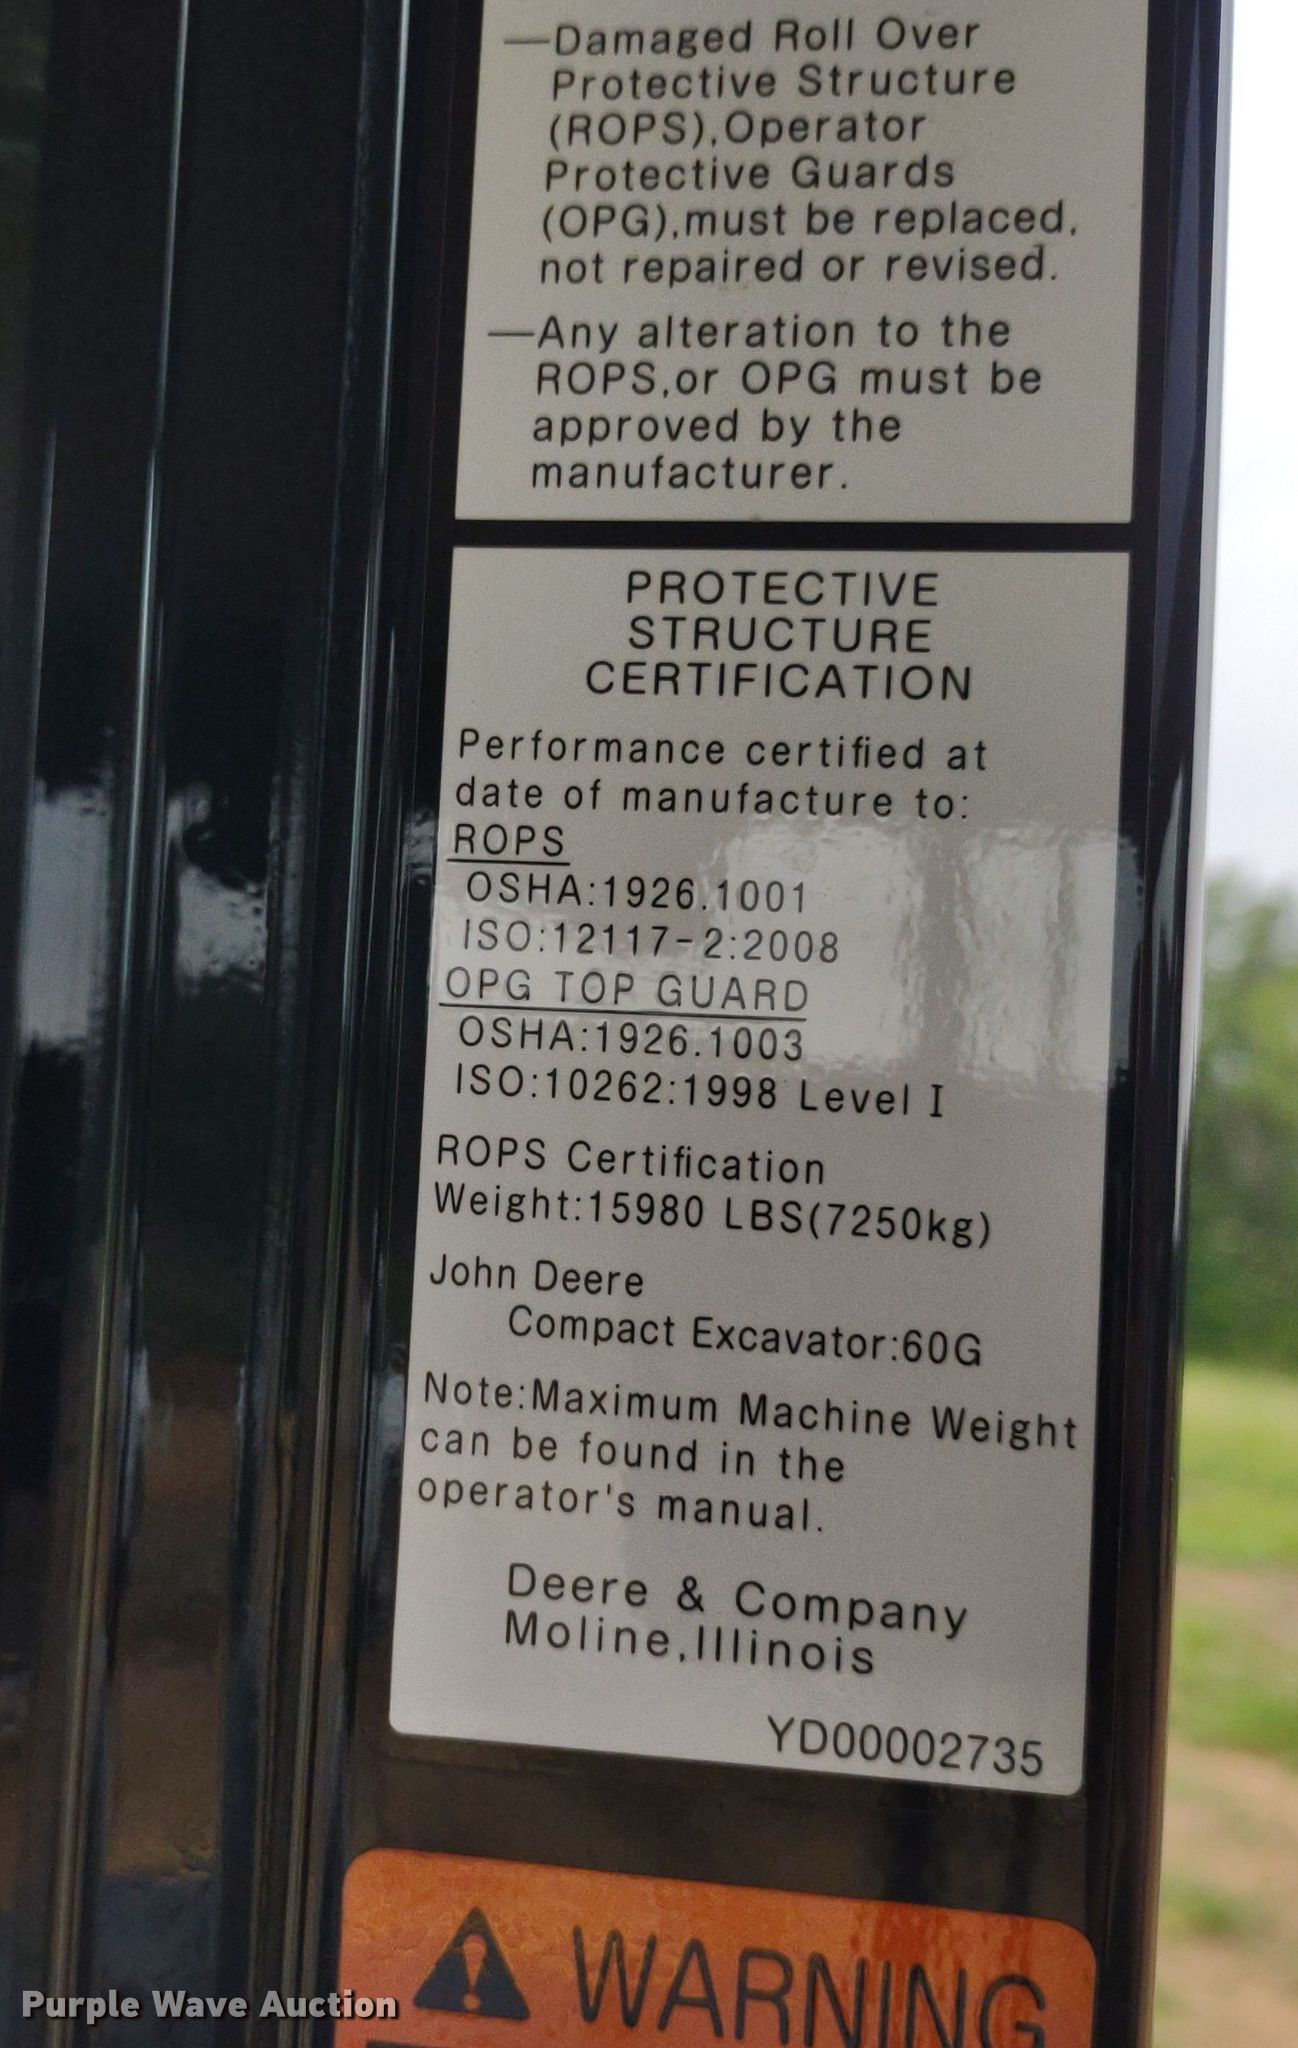 —Damaged Roll Over
Protective Structure
(ROPS),Operator
Protective Guards
(OPG),must be replaced,
not repaired or revised.
—Any alteration to the
ROPS,or OPG must be
approved by the
manufacturer.
PROTECTIVE
STRUCTURE
CERTIFICATION
Performance certified at
date of manufacture to:
ROPS
OSHA:1926.1001
ISO:12117-2:2008
OPG TOP GUARD
OSHA:1926.1003
ISO:10262:1998 Level I
ROPS Certification
Weight:15980 LBS(7250kg)
John Deere
Compact Excavator:60G
Note:Maximum Machine Weight
can be found in the
operator's manual.
Deere & Company
Moline,Illinois
YD00002735
WARNING
Purple Wave Auction